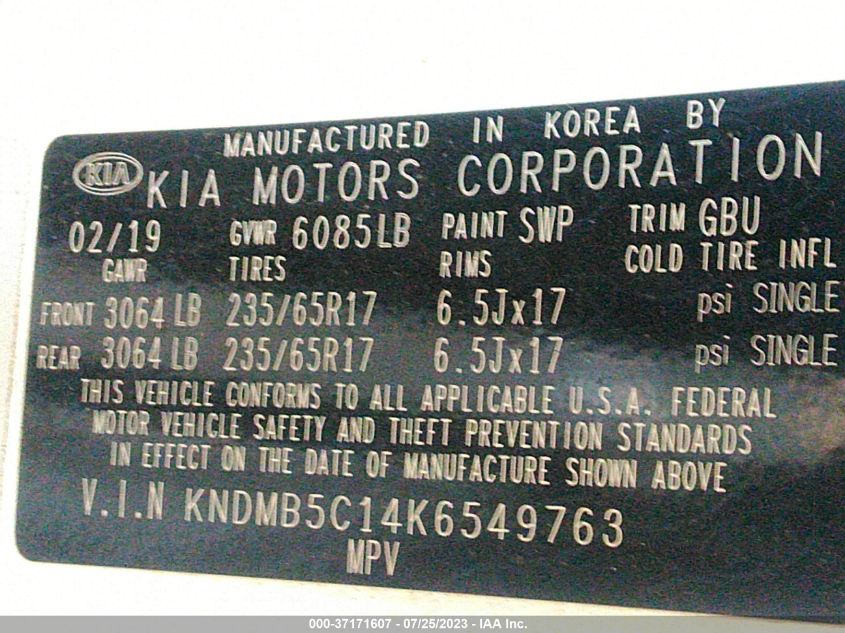 MANUFACTURED IN KOREA BY
KIA KIA MOTORS CORPORATION
02/19 GVWR 6085LB PAINT SWP TRIM GBU
GAWR TIRES RIMS COLD TIRE INFL
FRONT 3064 LB 235/65R17 6.5Jx17 psi SINGLE
REAR 3064 LB 235/65R17 6.5Jx17 psi SINGLE
THIS VEHICLE CONFORMS TO ALL APPLICABLE U.S.A. FEDERAL
MOTOR VEHICLE SAFETY AND THEFT PREVENTION STANDARDS
IN EFFECT ON THE DATE OF MANUFACTURE SHOWN ABOVE
V.I.N KNDMB5C14K6549763
MPV
000-37171607 - 07/25/2023 - IAA Inc.